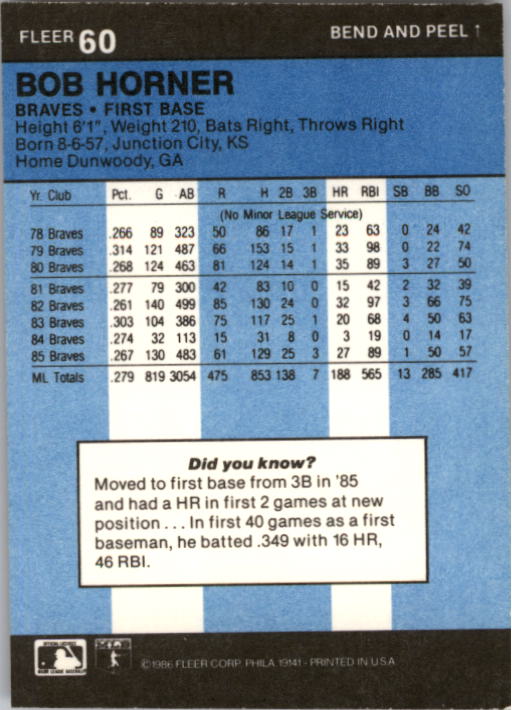 FLEER 60 BEND AND PEEL ↑
BOB HORNER
BRAVES • FIRST BASE
Height 6'1", Weight 210, Bats Right, Throws Right
Born 8-6-57, Junction City, KS
Home Dunwoody, GA
Yr. Club Pct. G AB R H 2B 3B HR RBI SB BB SO
(No Minor League Service)
78 Braves .266 89 323 50 86 17 1 23 63 0 24 42
79 Braves .314 121 487 66 153 15 1 33 98 0 22 74
80 Braves .268 124 463 81 124 14 1 35 89 3 27 50
81 Braves .277 79 300 42 83 10 0 15 42 2 32 39
82 Braves .261 140 499 85 130 24 0 32 97 3 66 75
83 Braves .303 104 386 75 117 25 1 20 68 4 50 63
84 Braves .274 32 113 15 31 8 0 3 19 0 14 17
85 Braves .267 130 483 61 129 25 3 27 89 1 50 57
ML Totals .279 819 3054 475 853 138 7 188 565 13 285 417
Did you know?
Moved to first base from 3B in '85
and had a HR in first 2 games at new
position . . . In first 40 games as a first
baseman, he batted .349 with 16 HR,
46 RBI.
©1986 FLEER CORP. PHILA. 19141 - PRINTED IN U.S.A.